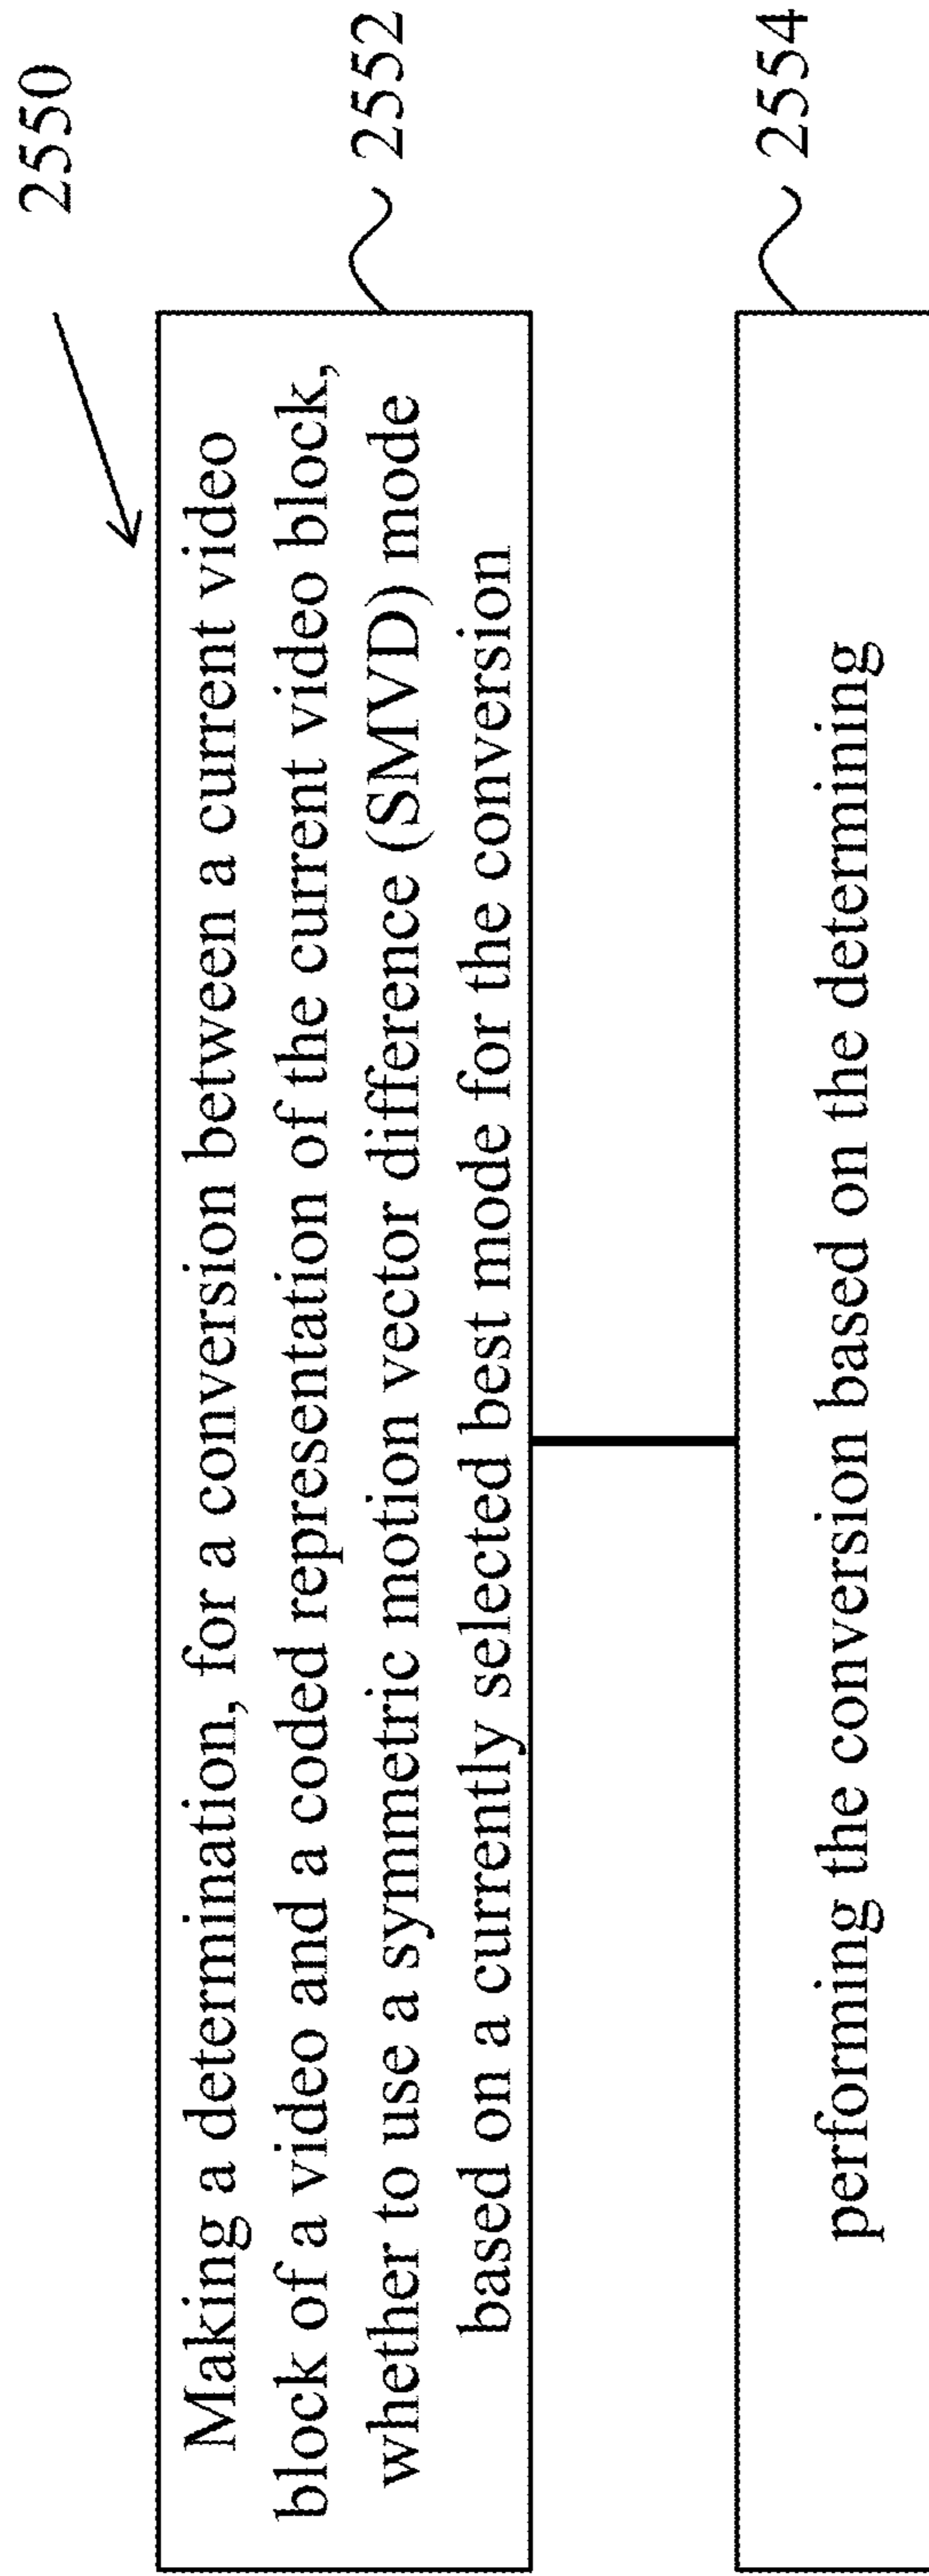 2550
Making a determination, for a conversion between a current video
block of a video and a coded representation of the current video block,
whether to use a symmetric motion vector difference (SMVD) mode
based on a currently selected best mode for the conversion
2552
performing the conversion based on the determining
2554